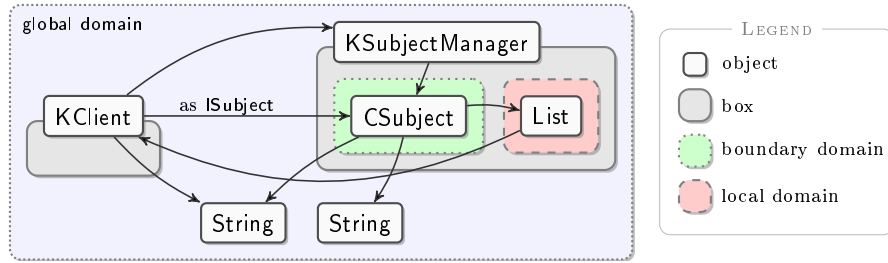 global domain
KSubjectManager
KClient
as ISubject
CSubject
List
String
String
LEGEND
object
box
boundary domain
local domain